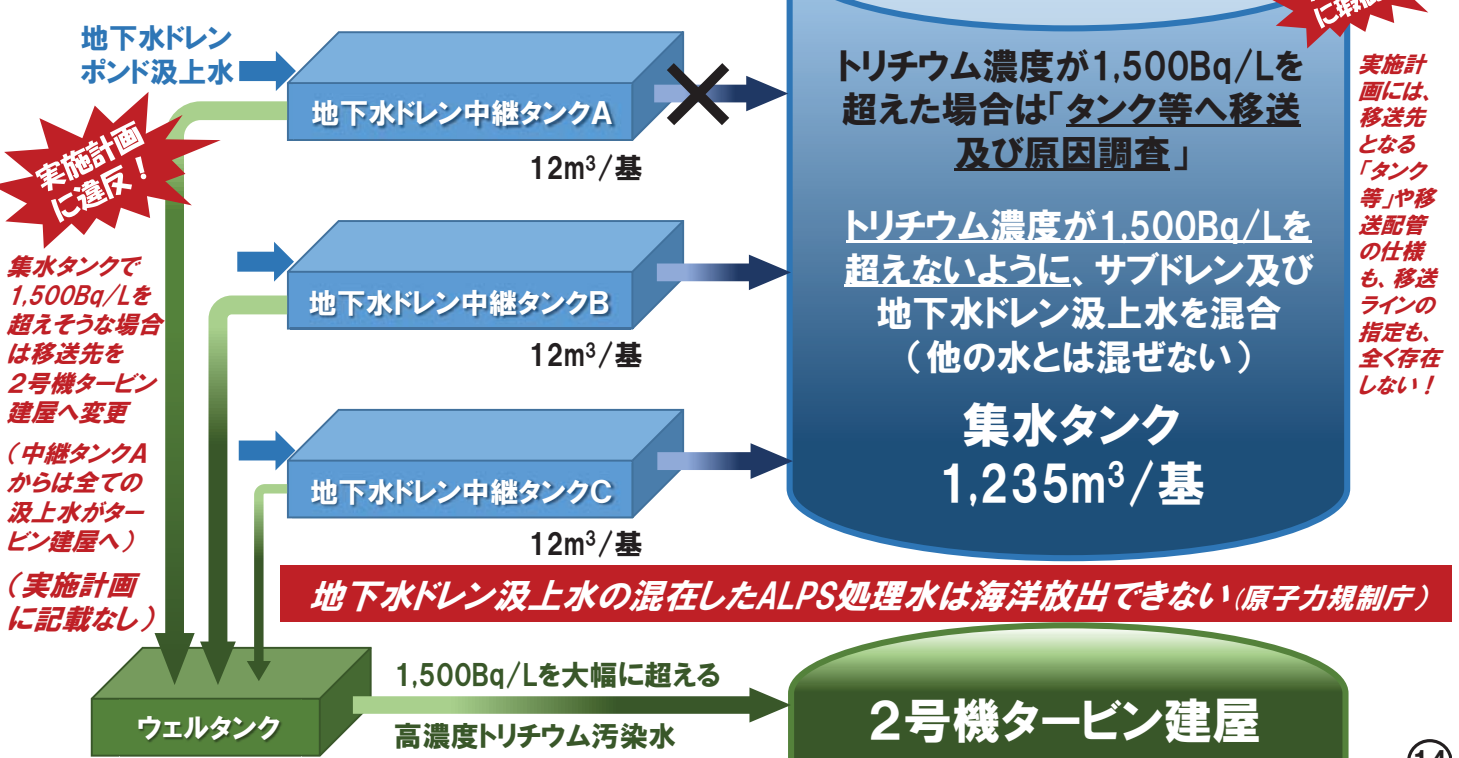 地下水ドレン
ポンド汲上水
地下水ドレン中継タンクA
12m³/基
実施計画
に違反！
集水タンクで
1,500Bq/Lを
超えそうな場合
は移送先を
２号機タービン
建屋へ変更
（中継タンクA
からは全ての
汲上水がター
ビン建屋へ）
（実施計画
に記載なし）
地下水ドレン中継タンクB
12m³/基
地下水ドレン中継タンクC
12m³/基
トリチウム濃度が1,500Bq/Lを
超えた場合は「タンク等へ移送
及び原因調査」
トリチウム濃度が1,500Bq/Lを
超えないように、サブドレン及び
地下水ドレン汲上水を混合
（他の水とは混ぜない）
集水タンク
1,235m³/基
実施計
画には、
移送先
となる
「タンク
等」や移
送配管
の仕様
も、移送
ラインの
指定も、
全く存在
しない！
地下水ドレン汲上水の混在したALPS処理水は海洋放出できない(原子力規制庁）
ウェルタンク
1,500Bq/Lを大幅に超える
高濃度トリチウム汚染水
２号機タービン建屋